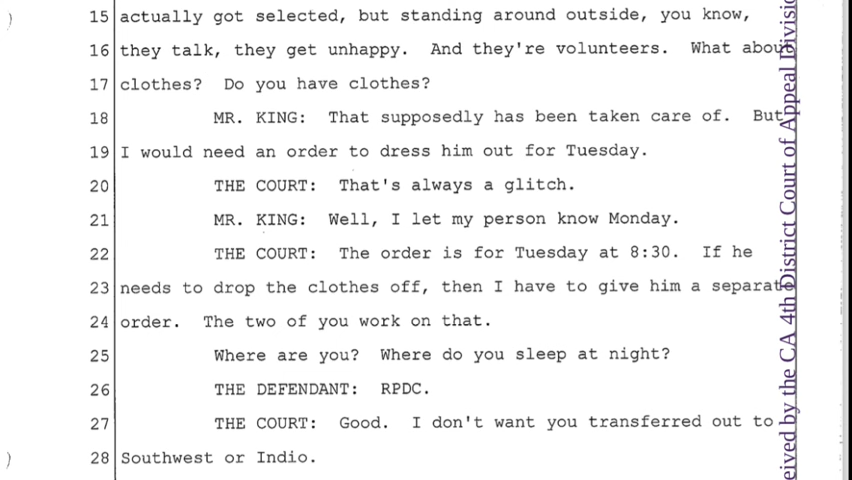 15 actually got selected, but standing around outside, you know,
16 they talk, they get unhappy. And they're volunteers. What about
17 clothes? Do you have clothes?
18 MR. KING: That supposedly has been taken care of. But
19 I would need an order to dress him out for Tuesday.
20 THE COURT: That's always a glitch.
21 MR. KING: Well, I let my person know Monday.
22 THE COURT: The order is for Tuesday at 8:30. If he
23 needs to drop the clothes off, then I have to give him a separat
24 order. The two of you work on that.
25 Where are you? Where do you sleep at night?
26 THE DEFENDANT: RPDC.
27 THE COURT: Good. I don't want you transferred out to
28 Southwest or Indio.
eived by the CA 4th District Court of Appeal Divisio